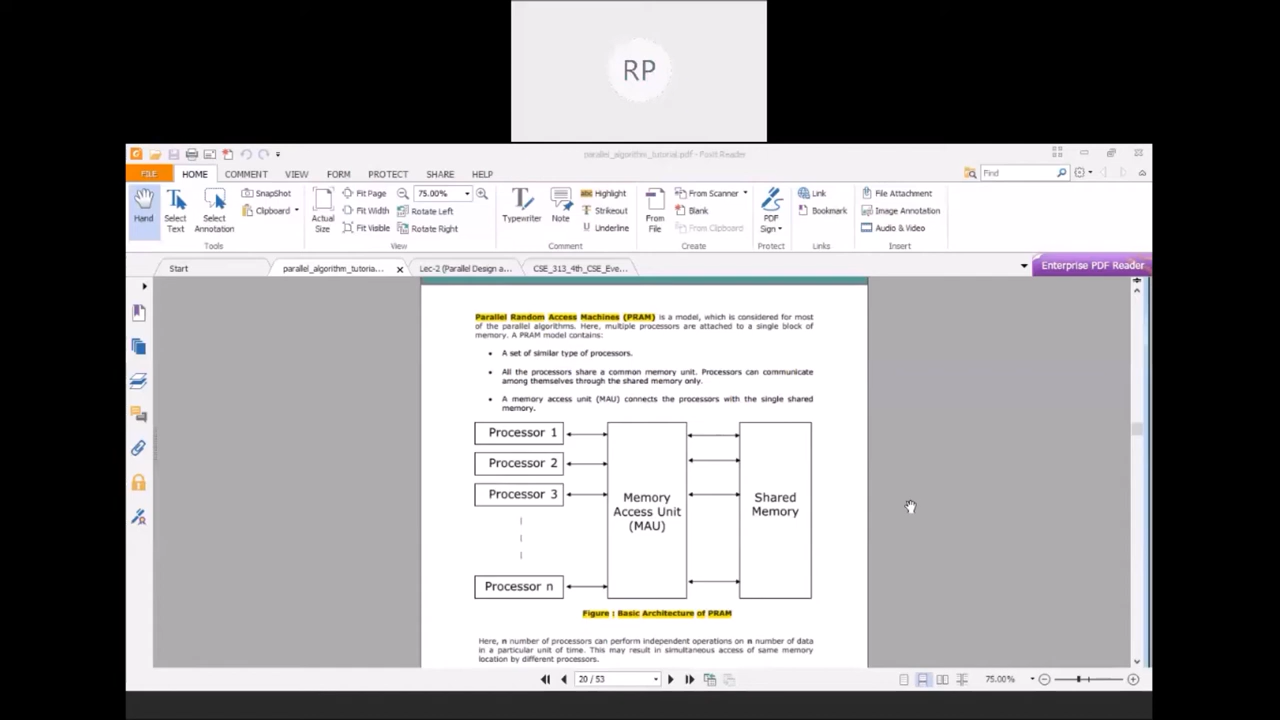 RP
parallel_algorithm_tutorial.pdf - Foxit Reader
FILE HOME COMMENT VIEW FORM PROTECT SHARE HELP Find
Hand Select Text Select Annotation SnapShot Clipboard Tools
Actual Size Fit Page Fit Width Fit Visible 75.00% Rotate Left Rotate Right View
Typewriter Note Highlight Strikeout Underline Comment
From File From Scanner Blank From Clipboard Create
PDF Sign Protect
Link Bookmark Links
File Attachment Image Annotation Audio & Video Insert
Start parallel_algorithm_tutoria... Lec-2 (Parallel Design a... CSE_313_4th_CSE_Eve... Enterprise PDF Reader
Parallel Random Access Machines (PRAM) is a model, which is considered for most
of the parallel algorithms. Here, multiple processors are attached to a single block of
memory. A PRAM model contains:
• A set of similar type of processors.
• All the processors share a common memory unit. Processors can communicate
among themselves through the shared memory only.
• A memory access unit (MAU) connects the processors with the single shared
memory.
Processor 1
Processor 2
Processor 3
Processor n
Memory
Access Unit
(MAU)
Shared
Memory
Figure : Basic Architecture of PRAM
Here, n number of processors can perform independent operations on n number of data
in a particular unit of time. This may result in simultaneous access of same memory
location by different processors.
20 / 53 75.00%